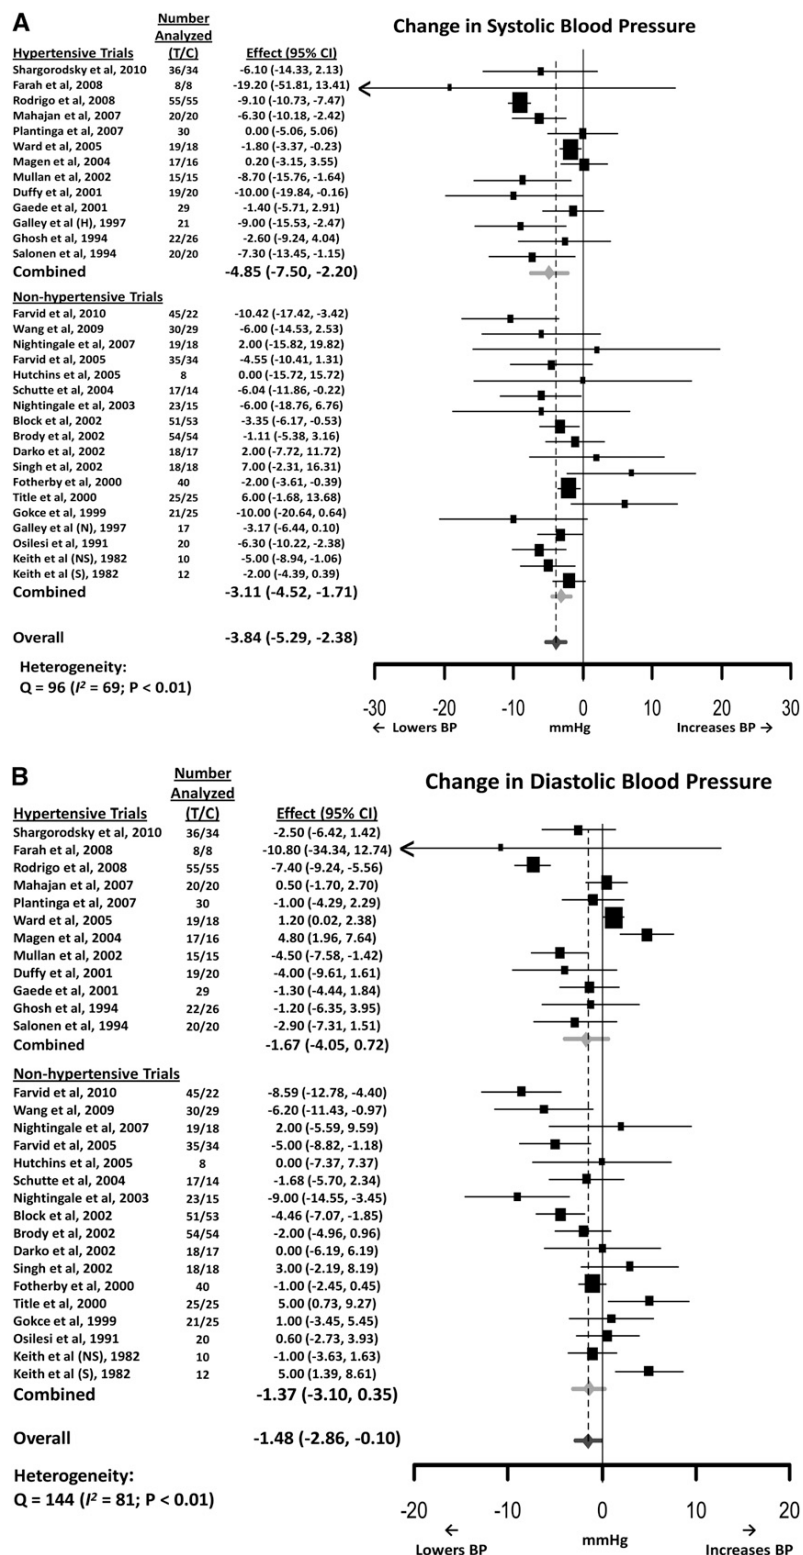 A
Number
Analyzed
Change in Systolic Blood Pressure
Hypertensive Trials (T/C) Effect (95% CI)
Shargorodsky et al, 2010 36/34 -6.10 (-14.33, 2.13)
Farah et al, 2008 8/8 -19.20 (-51.81, 13.41)
Rodrigo et al, 2008 55/55 -9.10 (-10.73, -7.47)
Mahajan et al, 2007 20/20 -6.30 (-10.18, -2.42)
Plantinga et al, 2007 30 0.00 (-5.06, 5.06)
Ward et al, 2005 19/18 -1.80 (-3.37, -0.23)
Magen et al, 2004 17/16 0.20 (-3.15, 3.55)
Mullan et al, 2002 15/15 -8.70 (-15.76, -1.64)
Duffy et al, 2001 19/20 -10.00 (-19.84, -0.16)
Gaede et al, 2001 29 -1.40 (-5.71, 2.91)
Galley et al (H), 1997 21 -9.00 (-15.53, -2.47)
Ghosh et al, 1994 22/26 -2.60 (-9.24, 4.04)
Salonen et al, 1994 20/20 -7.30 (-13.45, -1.15)
Combined -4.85 (-7.50, -2.20)
Non-hypertensive Trials
Farvid et al, 2010 45/22 -10.42 (-17.42, -3.42)
Wang et al, 2009 30/29 -6.00 (-14.53, 2.53)
Nightingale et al, 2007 19/18 2.00 (-15.82, 19.82)
Farvid et al, 2005 35/34 -4.55 (-10.41, 1.31)
Hutchins et al, 2005 8 0.00 (-15.72, 15.72)
Schutte et al, 2004 17/14 -6.04 (-11.86, -0.22)
Nightingale et al, 2003 23/15 -6.00 (-18.76, 6.76)
Block et al, 2002 51/53 -3.35 (-6.17, -0.53)
Brody et al, 2002 54/54 -1.11 (-5.38, 3.16)
Darko et al, 2002 18/17 2.00 (-7.72, 11.72)
Singh et al, 2002 18/18 7.00 (-2.31, 16.31)
Fotherby et al, 2000 40 -2.00 (-3.61, -0.39)
Title et al, 2000 25/25 6.00 (-1.68, 13.68)
Gokce et al, 1999 21/25 -10.00 (-20.64, 0.64)
Galley et al (N), 1997 17 -3.17 (-6.44, 0.10)
Osilesi et al, 1991 20 -6.30 (-10.22, -2.38)
Keith et al (NS), 1982 10 -5.00 (-8.94, -1.06)
Keith et al (S), 1982 12 -2.00 (-4.39, 0.39)
Combined -3.11 (-4.52, -1.71)
Overall -3.84 (-5.29, -2.38)
Heterogeneity:
Q = 96 (I² = 69; P < 0.01)
-30 -20 -10 0 10 20 30
← Lowers BP mmHg Increases BP →
B
Number
Analyzed
Change in Diastolic Blood Pressure
Hypertensive Trials (T/C) Effect (95% CI)
Shargorodsky et al, 2010 36/34 -2.50 (-6.42, 1.42)
Farah et al, 2008 8/8 -10.80 (-34.34, 12.74)
Rodrigo et al, 2008 55/55 -7.40 (-9.24, -5.56)
Mahajan et al, 2007 20/20 0.50 (-1.70, 2.70)
Plantinga et al, 2007 30 -1.00 (-4.29, 2.29)
Ward et al, 2005 19/18 1.20 (0.02, 2.38)
Magen et al, 2004 17/16 4.80 (1.96, 7.64)
Mullan et al, 2002 15/15 -4.50 (-7.58, -1.42)
Duffy et al, 2001 19/20 -4.00 (-9.61, 1.61)
Gaede et al, 2001 29 -1.30 (-4.44, 1.84)
Ghosh et al, 1994 22/26 -1.20 (-6.35, 3.95)
Salonen et al, 1994 20/20 -2.90 (-7.31, 1.51)
Combined -1.67 (-4.05, 0.72)
Non-hypertensive Trials
Farvid et al, 2010 45/22 -8.59 (-12.78, -4.40)
Wang et al, 2009 30/29 -6.20 (-11.43, -0.97)
Nightingale et al, 2007 19/18 2.00 (-5.59, 9.59)
Farvid et al, 2005 35/34 -5.00 (-8.82, -1.18)
Hutchins et al, 2005 8 0.00 (-7.37, 7.37)
Schutte et al, 2004 17/14 -1.68 (-5.70, 2.34)
Nightingale et al, 2003 23/15 -9.00 (-14.55, -3.45)
Block et al, 2002 51/53 -4.46 (-7.07, -1.85)
Brody et al, 2002 54/54 -2.00 (-4.96, 0.96)
Darko et al, 2002 18/17 0.00 (-6.19, 6.19)
Singh et al, 2002 18/18 3.00 (-2.19, 8.19)
Fotherby et al, 2000 40 -1.00 (-2.45, 0.45)
Title et al, 2000 25/25 5.00 (0.73, 9.27)
Gokce et al, 1999 21/25 1.00 (-3.45, 5.45)
Osilesi et al, 1991 20 0.60 (-2.73, 3.93)
Keith et al (NS), 1982 10 -1.00 (-3.63, 1.63)
Keith et al (S), 1982 12 5.00 (1.39, 8.61)
Combined -1.37 (-3.10, 0.35)
Overall -1.48 (-2.86, -0.10)
Heterogeneity:
Q = 144 (I² = 81; P < 0.01)
-20 -10 0 10 20
← mmHg →
Lowers BP Increases BP